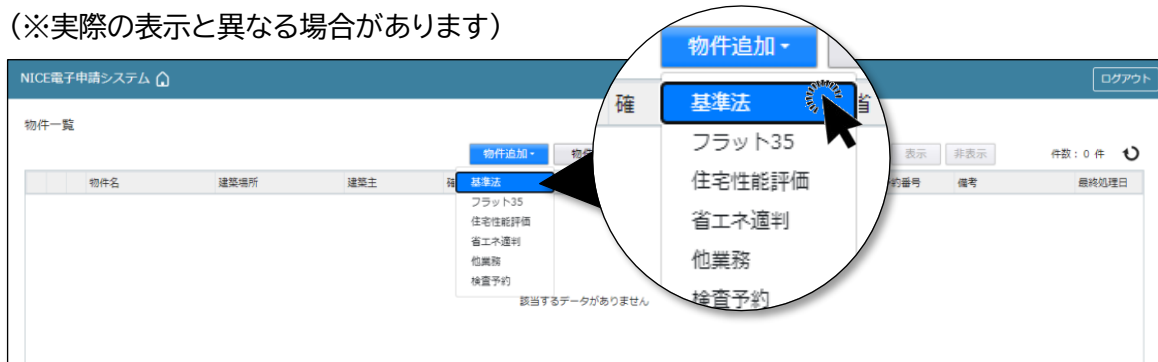 (※実際の表示と異なる場合があります)
NICE電子申請システム
ログアウト
物件一覧
物件追加
表示
非表示
件数：0 件
物件名
建築場所
建築主
確
備考
最終処理日
基準法
フラット35
住宅性能評価
省エネ適判
他業務
検査予約
該当するデータがありません
物件追加
確
基準法
フラット35
住宅性能評価
省エネ適判
他業務
検査予約